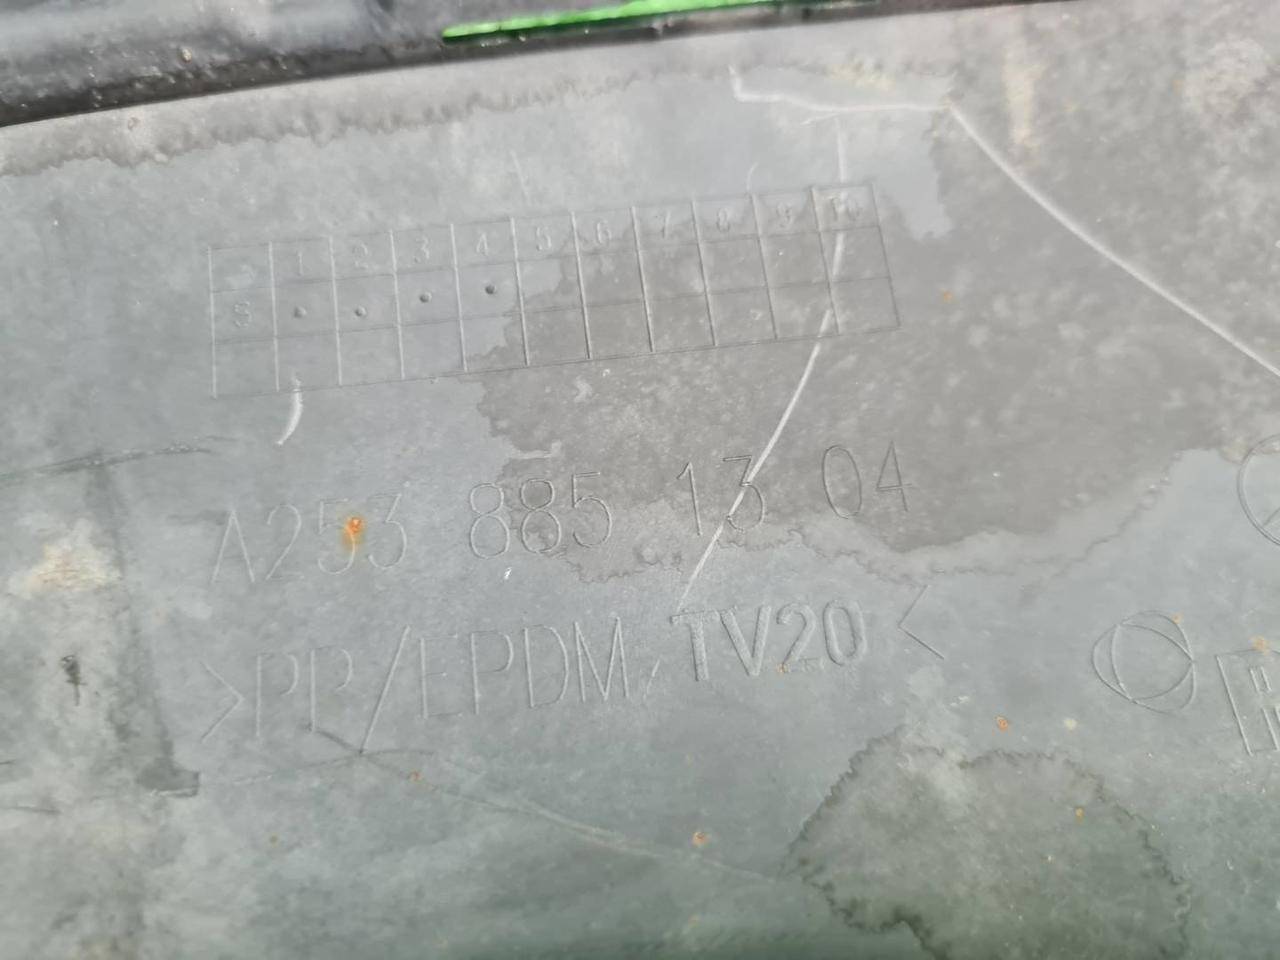 1 2 3 4 5 6 7 8 9 10
S
A253 885 13 04
>PP/EPDM, TV20<